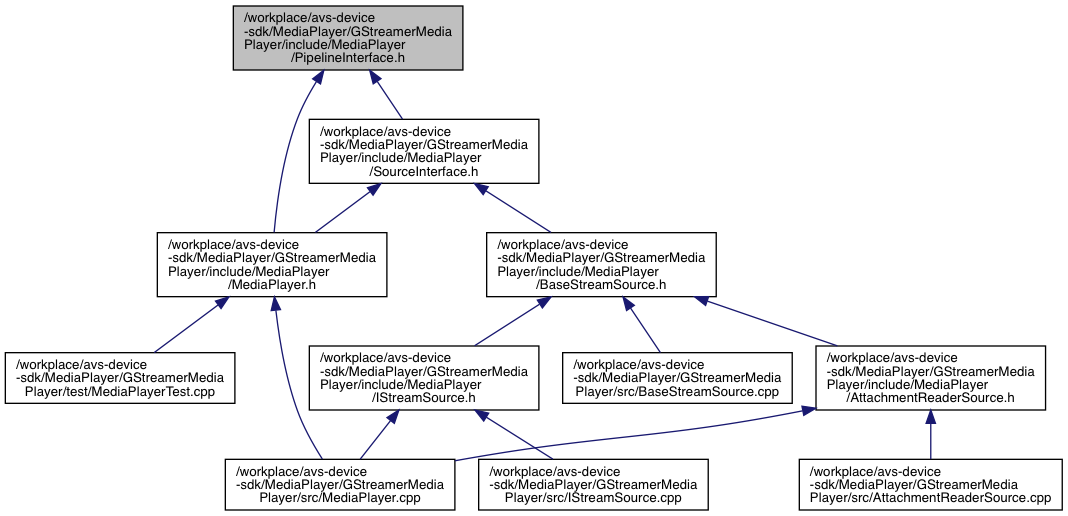 /workplace/avs-device
-sdk/MediaPlayer/GStreamerMedia
Player/include/MediaPlayer
/PipelineInterface.h
/workplace/avs-device
-sdk/MediaPlayer/GStreamerMedia
Player/include/MediaPlayer
/SourceInterface.h
/workplace/avs-device
-sdk/MediaPlayer/GStreamerMedia
Player/include/MediaPlayer
/MediaPlayer.h
/workplace/avs-device
-sdk/MediaPlayer/GStreamerMedia
Player/include/MediaPlayer
/BaseStreamSource.h
/workplace/avs-device
-sdk/MediaPlayer/GStreamerMedia
Player/test/MediaPlayerTest.cpp
/workplace/avs-device
-sdk/MediaPlayer/GStreamerMedia
Player/include/MediaPlayer
/IStreamSource.h
/workplace/avs-device
-sdk/MediaPlayer/GStreamerMedia
Player/src/BaseStreamSource.cpp
/workplace/avs-device
-sdk/MediaPlayer/GStreamerMedia
Player/include/MediaPlayer
/AttachmentReaderSource.h
/workplace/avs-device
-sdk/MediaPlayer/GStreamerMedia
Player/src/MediaPlayer.cpp
/workplace/avs-device
-sdk/MediaPlayer/GStreamerMedia
Player/src/IStreamSource.cpp
/workplace/avs-device
-sdk/MediaPlayer/GStreamerMedia
Player/src/AttachmentReaderSource.cpp